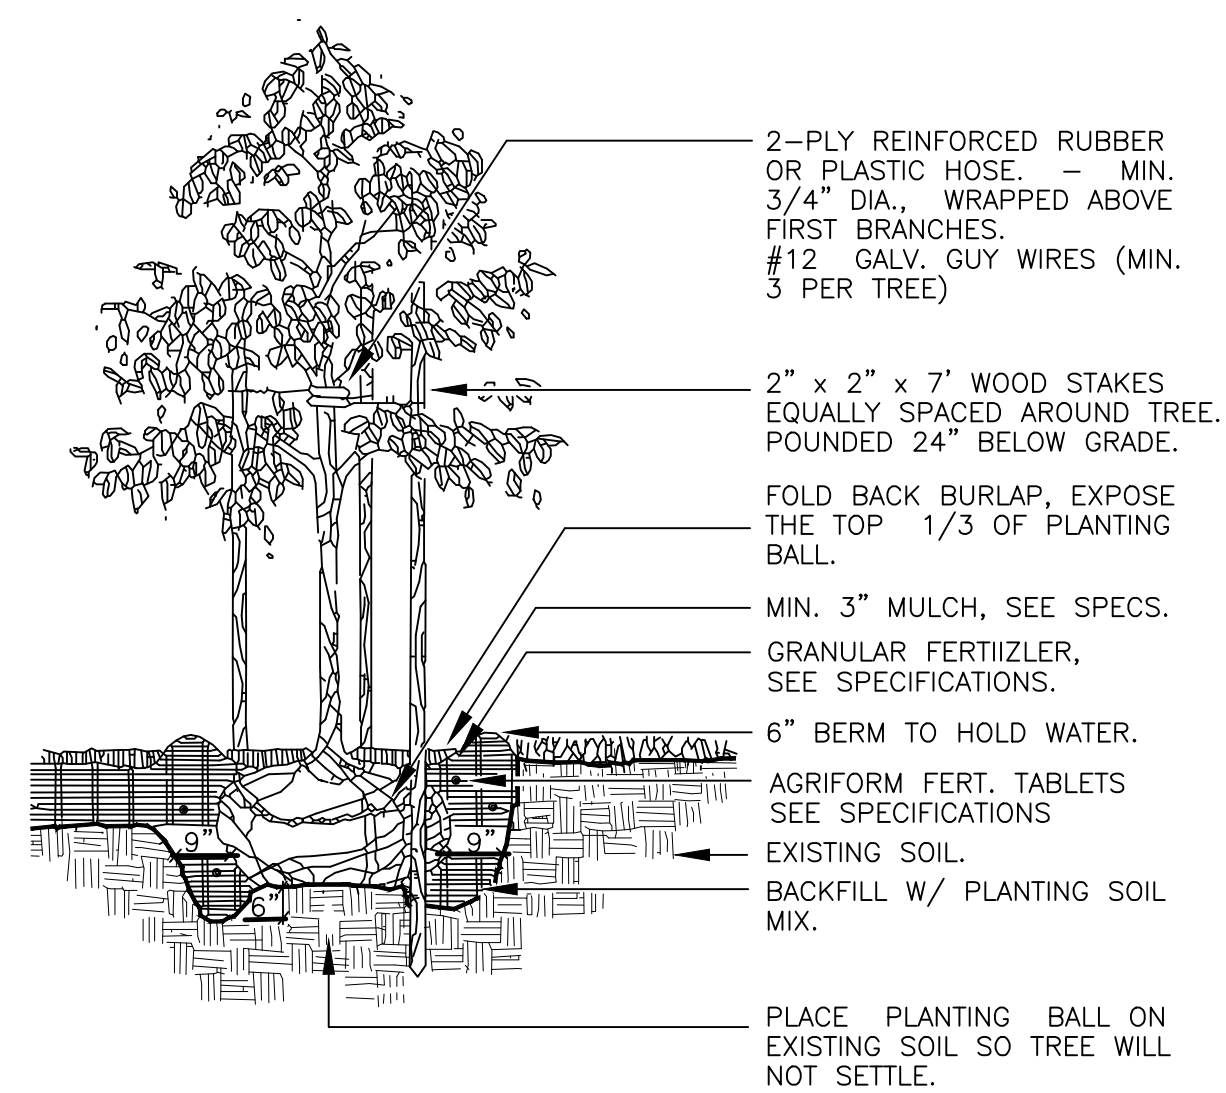 2-PLY REINFORCED RUBBER
OR PLASTIC HOSE. - MIN.
3/4" DIA., WRAPPED ABOVE
FIRST BRANCHES.
#12 GALV. GUY WIRES (MIN.
3 PER TREE)
2" x 2" x 7' WOOD STAKES
EQUALLY SPACED AROUND TREE.
POUNDED 24" BELOW GRADE.
FOLD BACK BURLAP, EXPOSE
THE TOP 1/3 OF PLANTING
BALL.
MIN. 3" MULCH, SEE SPECS.
GRANULAR FERTIIZLER,
SEE SPECIFICATIONS.
6" BERM TO HOLD WATER.
AGRIFORM FERT. TABLETS
SEE SPECIFICATIONS
9"
9"
EXISTING SOIL.
BACKFILL W/ PLANTING SOIL
MIX.
6"
PLACE PLANTING BALL ON
EXISTING SOIL SO TREE WILL
NOT SETTLE.